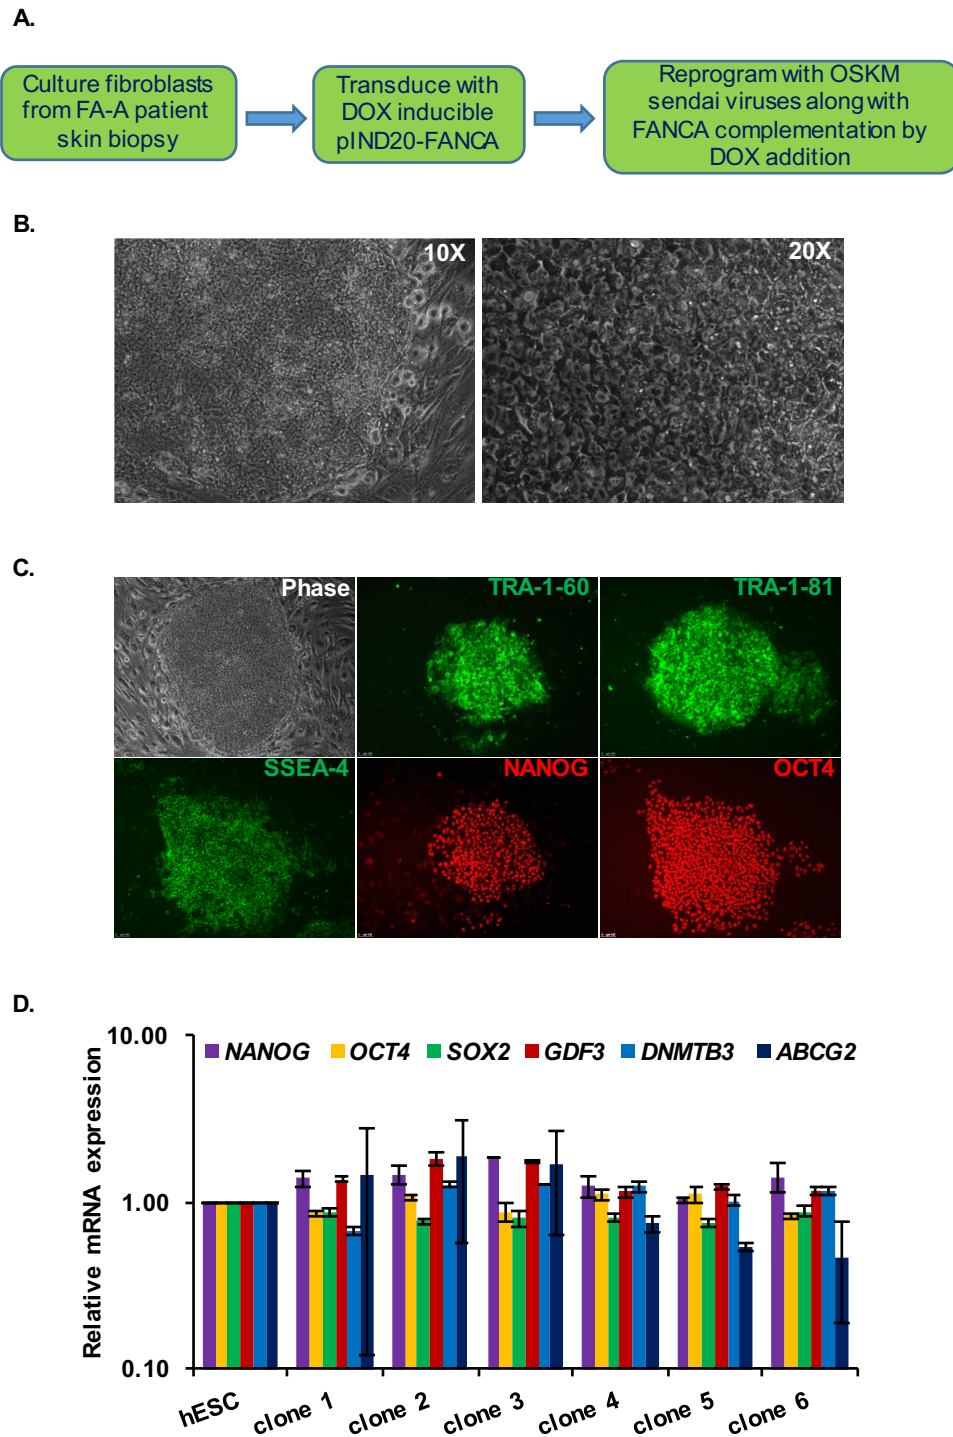 A.
Culture fibroblasts
from FA-A patient
skin biopsy
Transduce with
DOX inducible
pIND20-FANCA
Reprogram with OSKM
sendai viruses along with
FANCA complementation by
DOX addition
B.
10X
20X
C.
Phase
TRA-1-60
TRA-1-81
SSEA-4
NANOG
OCT4
D.
Relative mRNA expression
10.00
1.00
0.10
NANOG OCT4 SOX2 GDF3 DNMTB3 ABCG2
hESC
clone 1
clone 2
clone 3
clone 4
clone 5
clone 6